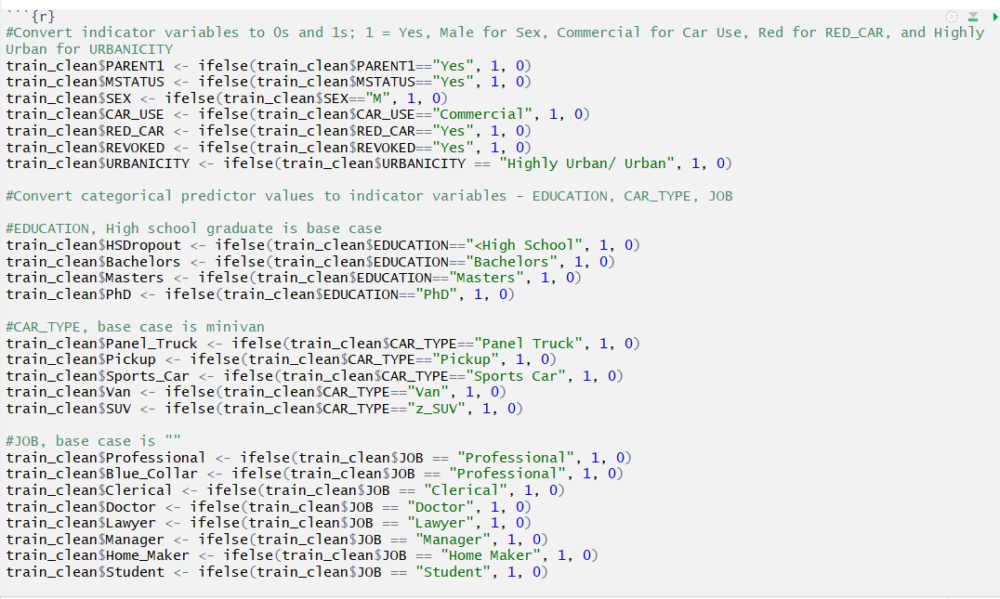 ```{r}
#Convert indicator variables to 0s and 1s; 1 = Yes, Male for Sex, Commercial for Car Use, Red for RED_CAR, and Highly
Urban for URBANICITY
train_clean$PARENT1 <- ifelse(train_clean$PARENT1=="Yes", 1, 0)
train_clean$MSTATUS <- ifelse(train_clean$MSTATUS=="Yes", 1, 0)
train_clean$SEX <- ifelse(train_clean$SEX=="M", 1, 0)
train_clean$CAR_USE <- ifelse(train_clean$CAR_USE=="Commercial", 1, 0)
train_clean$RED_CAR <- ifelse(train_clean$RED_CAR=="Yes", 1, 0)
train_clean$REVOKED <- ifelse(train_clean$REVOKED=="Yes", 1, 0)
train_clean$URBANICITY <- ifelse(train_clean$URBANICITY == "Highly Urban/ Urban", 1, 0)
#Convert categorical predictor values to indicator variables - EDUCATION, CAR_TYPE, JOB
#EDUCATION, High school graduate is base case
train_clean$HSDropout <- ifelse(train_clean$EDUCATION=="<High School", 1, 0)
train_clean$Bachelors <- ifelse(train_clean$EDUCATION=="Bachelors", 1, 0)
train_clean$Masters <- ifelse(train_clean$EDUCATION=="Masters", 1, 0)
train_clean$PhD <- ifelse(train_clean$EDUCATION=="PhD", 1, 0)
#CAR_TYPE, base case is minivan
train_clean$Panel_Truck <- ifelse(train_clean$CAR_TYPE=="Panel Truck", 1, 0)
train_clean$Pickup <- ifelse(train_clean$CAR_TYPE=="Pickup", 1, 0)
train_clean$Sports_Car <- ifelse(train_clean$CAR_TYPE=="Sports Car", 1, 0)
train_clean$Van <- ifelse(train_clean$CAR_TYPE=="Van", 1, 0)
train_clean$SUV <- ifelse(train_clean$CAR_TYPE=="z_SUV", 1, 0)
#JOB, base case is ""
train_clean$Professional <- ifelse(train_clean$JOB == "Professional", 1, 0)
train_clean$Blue_Collar <- ifelse(train_clean$JOB == "Professional", 1, 0)
train_clean$Clerical <- ifelse(train_clean$JOB == "Clerical", 1, 0)
train_clean$Doctor <- ifelse(train_clean$JOB == "Doctor", 1, 0)
train_clean$Lawyer <- ifelse(train_clean$JOB == "Lawyer", 1, 0)
train_clean$Manager <- ifelse(train_clean$JOB == "Manager", 1, 0)
train_clean$Home_Maker <- ifelse(train_clean$JOB == "Home Maker", 1, 0)
train_clean$Student <- ifelse(train_clean$JOB == "Student", 1, 0)